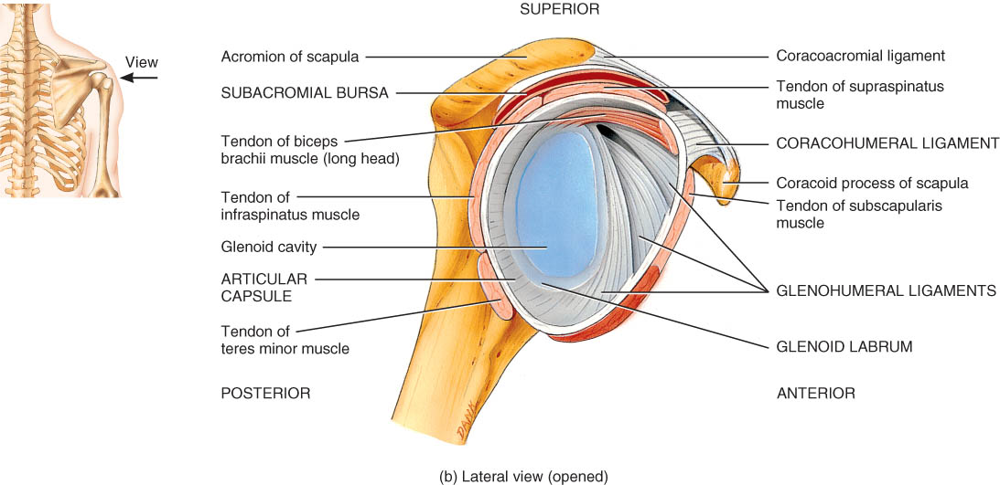 SUPERIOR
View
Acromion of scapula
SUBACROMIAL BURSA
Tendon of biceps
brachii muscle (long head)
Tendon of
infraspinatus muscle
Glenoid cavity
ARTICULAR
CAPSULE
Tendon of
teres minor muscle
POSTERIOR
Coracoacromial ligament
Tendon of supraspinatus
muscle
CORACOHUMERAL LIGAMENT
Coracoid process of scapula
Tendon of subscapularis
muscle
GLENOHUMERAL LIGAMENTS
GLENOID LABRUM
ANTERIOR
(b) Lateral view (opened)